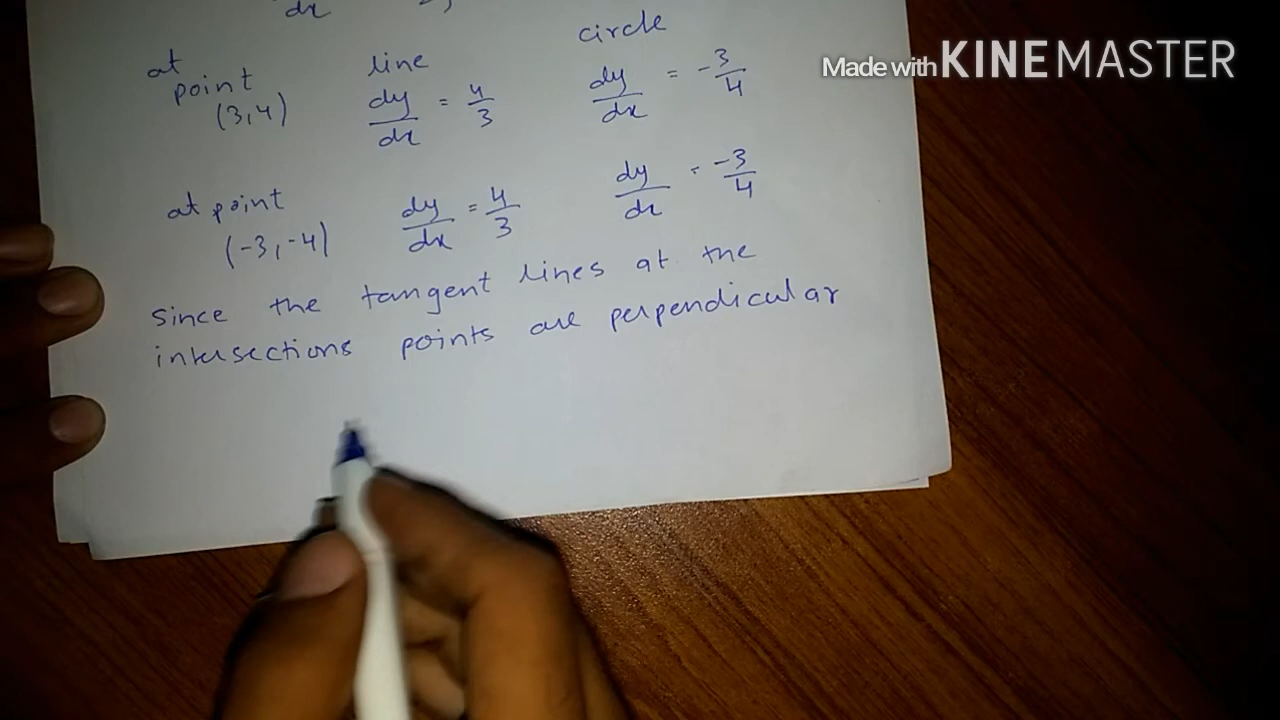 dx
circle
at point (3,4)
line
dy/dx = 4/3
dy/dx = -3/4
at point (-3,-4)
dy/dx = 4/3
dy/dx = -3/4
since the tangent lines at the
intersections points are perpendicular
Made with KINEMASTER